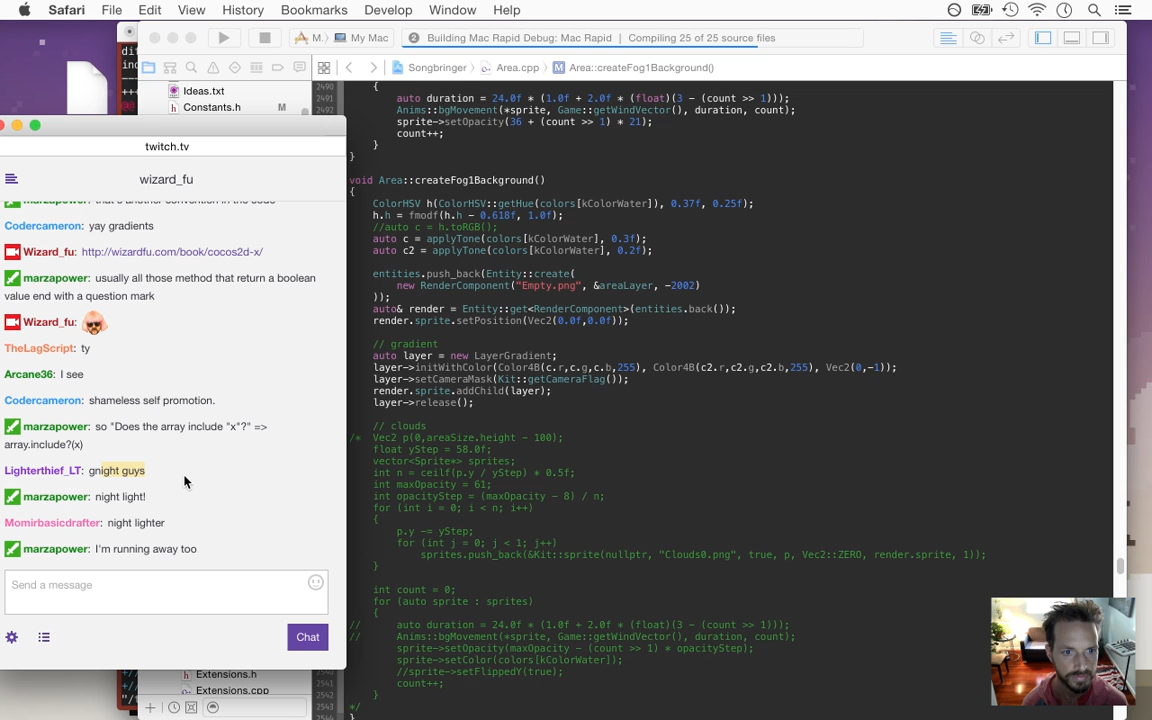 Safari File Edit View History Bookmarks Develop Window Help
M.〉 My Mac
2 Building Mac Rapid Debug: Mac Rapid | Compiling 25 of 25 source files
Songbringer 〉 Area.cpp 〉 M Area::createFog1Background()
Ideas.txt
Constants.h M
twitch.tv
wizard_fu
marzapower: that's another convention in the code
Codercameron: yay gradients
Wizard_fu: http://wizardfu.com/book/cocos2d-x/
marzapower: usually all those method that return a boolean
value end with a question mark
Wizard_fu:
TheLagScript: ty
Arcane36: I see
Codercameron: shameless self promotion.
marzapower: so "Does the array include "x"?" =>
array.include?(x)
Lighterthief_LT: gnight guys
marzapower: night light!
Momirbasicdrafter: night lighter
marzapower: I'm running away too
Send a message
Chat
Extensions.h
Extensions.cpp
2490
2491
2492
{
auto duration = 24.0f * (1.0f + 2.0f * (float)(3 - (count >> 1)));
Anims::bgMovement(*sprite, Game::getWindVector(), duration, count);
sprite->setOpacity(36 + (count >> 1) * 21);
count++;
}
}
void Area::createFog1Background()
{
ColorHSV h(ColorHSV::getHue(colors[kColorWater]), 0.37f, 0.25f);
h.h = fmodf(h.h - 0.618f, 1.0f);
//auto c = h.toRGB();
auto c = applyTone(colors[kColorWater], 0.3f);
auto c2 = applyTone(colors[kColorWater], 0.2f);
entities.push_back(Entity::create(
new RenderComponent("Empty.png", &areaLayer, -2002)
));
auto& render = Entity::get<RenderComponent>(entities.back());
render.sprite.setPosition(Vec2(0.0f,0.0f));
// gradient
auto layer = new LayerGradient;
layer->initWithColor(Color4B(c.r,c.g,c.b,255), Color4B(c2.r,c2.g,c2.b,255), Vec2(0,-1));
layer->setCameraMask(Kit::getCameraFlag());
render.sprite.addChild(layer);
layer->release();
// clouds
/* Vec2 p(0,areaSize.height - 100);
float yStep = 58.0f;
vector<Sprite*> sprites;
int n = ceilf(p.y / yStep) * 0.5f;
int maxOpacity = 61;
int opacityStep = (maxOpacity - 8) / n;
for (int i = 0; i < n; i++)
{
p.y -= yStep;
for (int j = 0; j < 1; j++)
sprites.push_back(&Kit::sprite(nullptr, "Clouds0.png", true, p, Vec2::ZERO, render.sprite, 1));
}
int count = 0;
for (auto sprite : sprites)
{
// auto duration = 24.0f * (1.0f + 2.0f * (float)(3 - (count >> 1)));
// Anims::bgMovement(*sprite, Game::getWindVector(), duration, count);
sprite->setOpacity(maxOpacity - (count >> 1) * opacityStep);
sprite->setColor(colors[kColorWater]);
//sprite->setFlippedY(true);
count++;
}
*/
}
2541
2542
2543